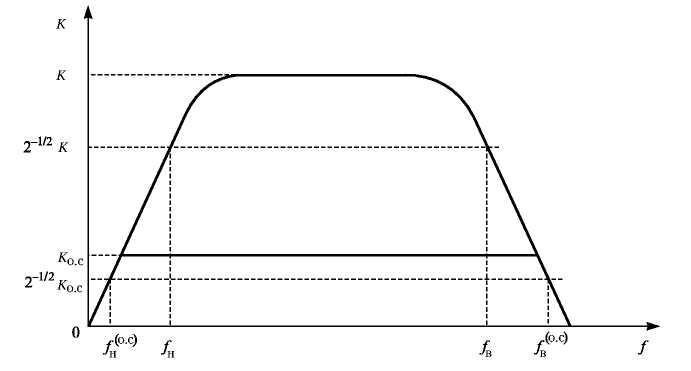 K
K
2^{-1/2} K
K_{о.с}
2^{-1/2} K_{о.с}
0
f_н^{(о.с)} f_н f_в f_в^{(о.с)} f